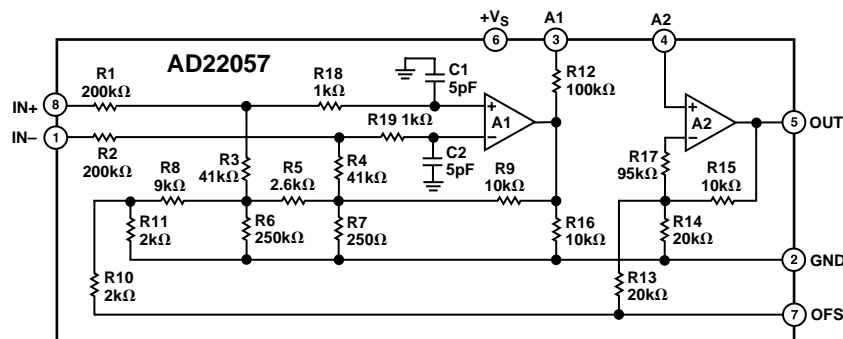 +VS
A1
A2
6
3
4
AD22057
R1
200kΩ
R18
1kΩ
C1
5pF
R12
100kΩ
IN+
8
R19 1kΩ
+
A1
−
+
A2
−
5
OUT
IN−
1
R2
200kΩ
R3
41kΩ
R4
41kΩ
C2
5pF
R17
95kΩ
R15
10kΩ
R8
9kΩ
R5
2.6kΩ
R9
10kΩ
R11
2kΩ
R6
250kΩ
R7
250Ω
R16
10kΩ
R14
20kΩ
2
GND
R10
2kΩ
R13
20kΩ
7
OFS